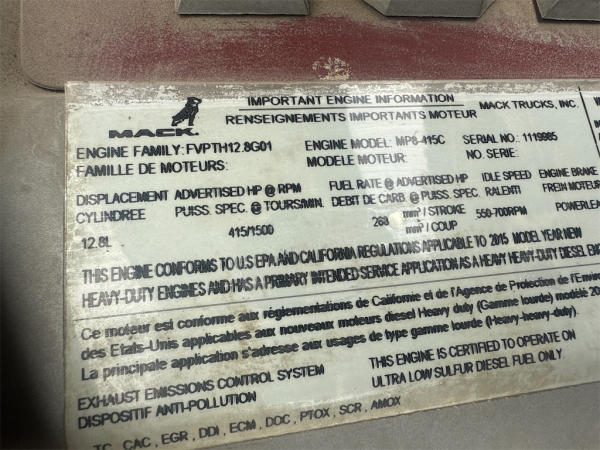 IMPORTANT ENGINE INFORMATION
RENSEIGNEMENTS IMPORTANTS MOTEUR
MACK TRUCKS, INC.
MACK.
ENGINE FAMILY: FVPTH12.8G01 ENGINE MODEL: MP8-415C SERIAL NO.: 1119985
FAMILLE DE MOTEURS: MODELE MOTEUR: NO. SERIE:
DISPLACEMENT ADVERTISED HP @ RPM FUEL RATE @ ADVERTISED HP IDLE SPEED ENGINE BRAKE
CYLINDREE PUISS. SPEC. @ TOURS/MIN. DEBIT DE CARB. @ PUISS. SPEC. RALENTI FREIN MOTEUR
12.8L 415/1500 mm³ / STROKE 550-700RPM POWERLEA
mm³ / COUP
THIS ENGINE CONFORMS TO U.S EPA AND CALIFORNIA REGULATIONS APPLICABLE TO 2015 MODEL YEAR NEW
HEAVY-DUTY ENGINES AND HAS A PRIMARY INTENDED SERVICE APPLICATION AS A HEAVY HEAVY-DUTY DIESEL ENG
Ce moteur est conforme aux réglementations de Californie et de l'Agence de Protection de l'Envir
des Etats-Unis applicables aux nouveaux moteurs diesel Heavy duty (Gamme lourde) modèle 20
La principale application s'adresse aux usages de type gamme lourde (Heavy-heavy-duty).
EXHAUST EMISSIONS CONTROL SYSTEM THIS ENGINE IS CERTIFIED TO OPERATE ON
DISPOSITIF ANTI-POLLUTION ULTRA LOW SULFUR DIESEL FUEL ONLY
TC, CAC, EGR, DDI, ECM, DOC, PTOX, SCR, AMOX